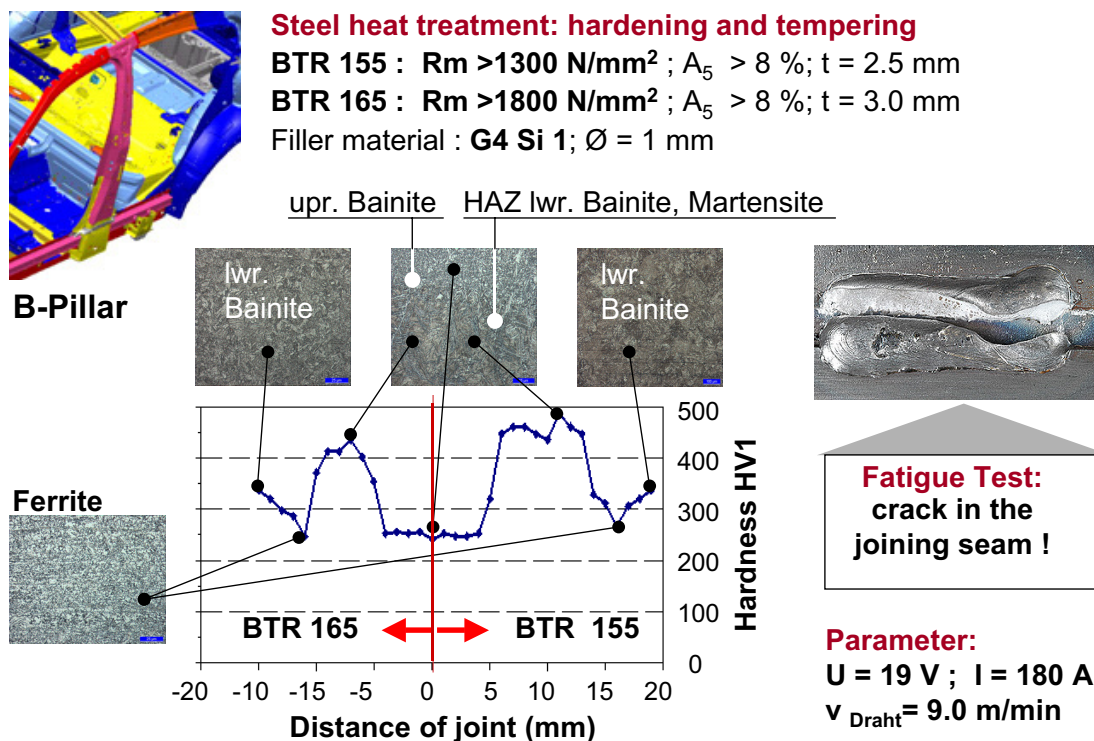 Steel heat treatment: hardening and tempering
BTR 155 : Rm >1300 N/mm² ; A₅ > 8 %; t = 2.5 mm
BTR 165 : Rm >1800 N/mm² ; A₅ > 8 %; t = 3.0 mm
Filler material : G4 Si 1; Ø = 1 mm
upr. Bainite
HAZ lwr. Bainite, Martensite
B-Pillar
lwr.
Bainite
lwr.
Bainite
Ferrite
500
400
300
200
100
0
Hardness HV1
BTR 165
BTR 155
-20 -15 -10 -5 0 5 10 15 20
Distance of joint (mm)
Fatigue Test:
crack in the
joining seam !
Parameter:
U = 19 V ; I = 180 A
v Draht= 9.0 m/min